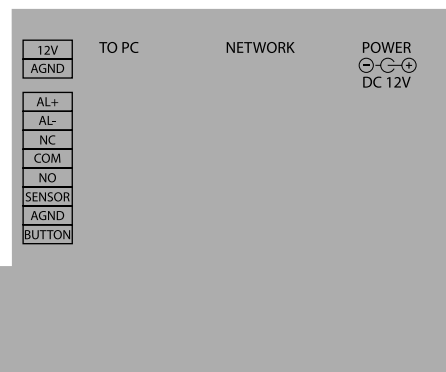 TO PC
NETWORK
POWER
DC 12V
12V
AGND
AL+
AL-
NC
COM
NO
SENSOR
AGND
BUTTON